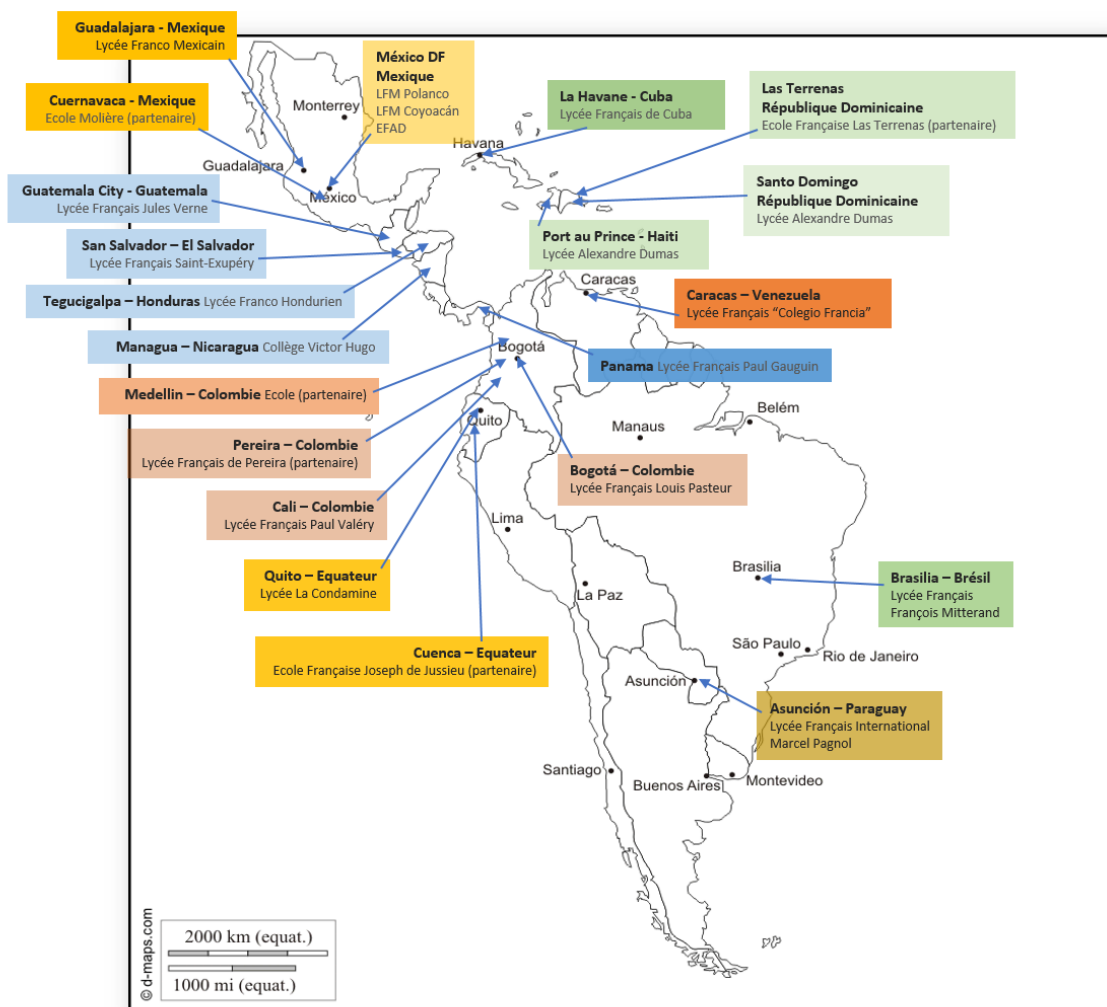 Guadalajara - Mexique
Lycée Franco Mexicain
México DF
Mexique
LFM Polanco
LFM Coyoacán
EFAD
Cuernavaca - Mexique
Ecole Molière (partenaire)
Monterrey
La Havane - Cuba
Lycée Français de Cuba
Las Terrenas
République Dominicaine
Ecole Française Las Terrenas (partenaire)
Havana
Guadalajara
México
Guatemala City - Guatemala
Lycée Français Jules Verne
Santo Domingo
République Dominicaine
Lycée Alexandre Dumas
San Salvador – El Salvador
Lycée Français Saint-Exupéry
Port au Prince - Haiti
Lycée Alexandre Dumas
Caracas
Tegucigalpa – Honduras Lycée Franco Hondurien
Caracas – Venezuela
Lycée Français “Colegio Francia”
Managua – Nicaragua Collège Victor Hugo
Bogotá
Panama Lycée Français Paul Gauguin
Medellin – Colombie Ecole (partenaire)
Quito
Manaus
Belém
Pereira – Colombie
Lycée Français de Pereira (partenaire)
Bogotá – Colombie
Lycée Français Louis Pasteur
Cali – Colombie
Lycée Français Paul Valéry
Lima
Quito – Equateur
Lycée La Condamine
La Paz
Brasilia
Brasilia – Brésil
Lycée Français
François Mitterand
Cuenca – Equateur
Ecole Française Joseph de Jussieu (partenaire)
São Paulo
Rio de Janeiro
Asunción
Asunción – Paraguay
Lycée Français International
Marcel Pagnol
Santiago
Buenos Aires
Montevideo
2000 km (equat.)
1000 mi (equat.)
© d-maps.com